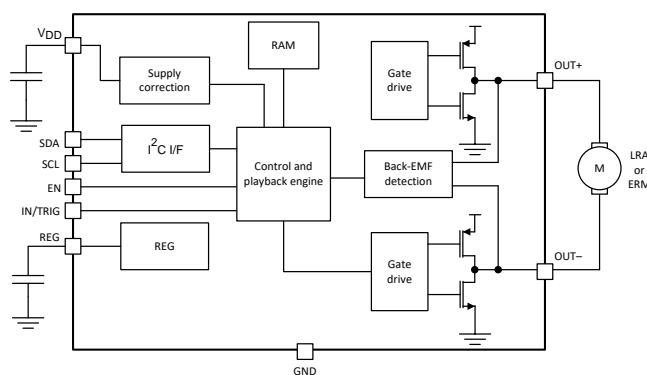 VDD
RAM
OUT+
Supply
correction
Gate
drive
SDA
SCL
I2C I/F
EN
IN/TRIG
Control and
playback engine
Back-EMF
detection
M
LRA
or
ERM
REG
REG
Gate
drive
OUT–
GND